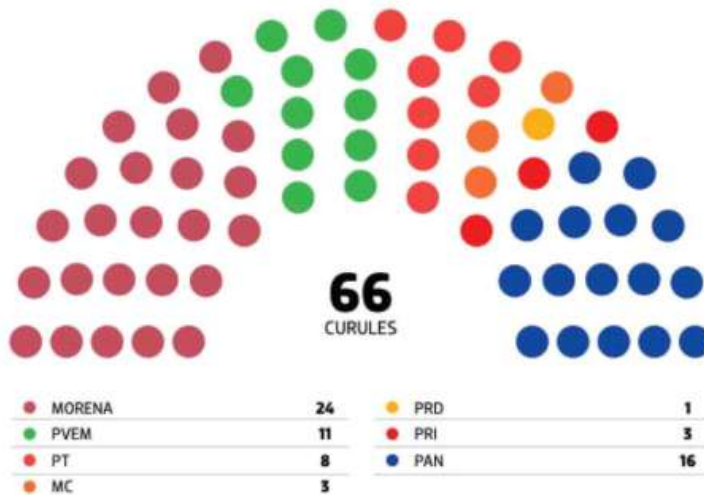 66
CURULES
MORENA 24
PVEM 11
PT 8
MC 3
PRD 1
PRI 3
PAN 16